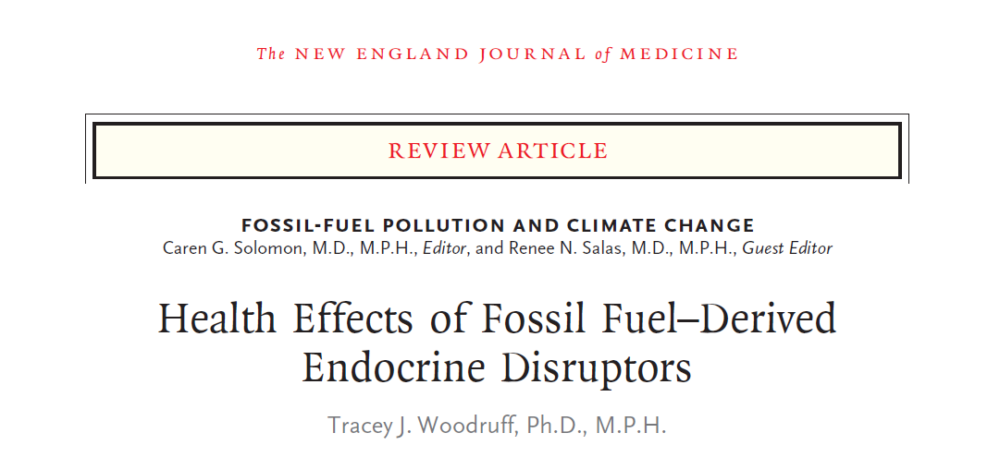 The NEW ENGLAND JOURNAL of MEDICINE
REVIEW ARTICLE
FOSSIL-FUEL POLLUTION AND CLIMATE CHANGE
Caren G. Solomon, M.D., M.P.H., Editor, and Renee N. Salas, M.D., M.P.H., Guest Editor
Health Effects of Fossil Fuel–Derived
Endocrine Disruptors
Tracey J. Woodruff, Ph.D., M.P.H.